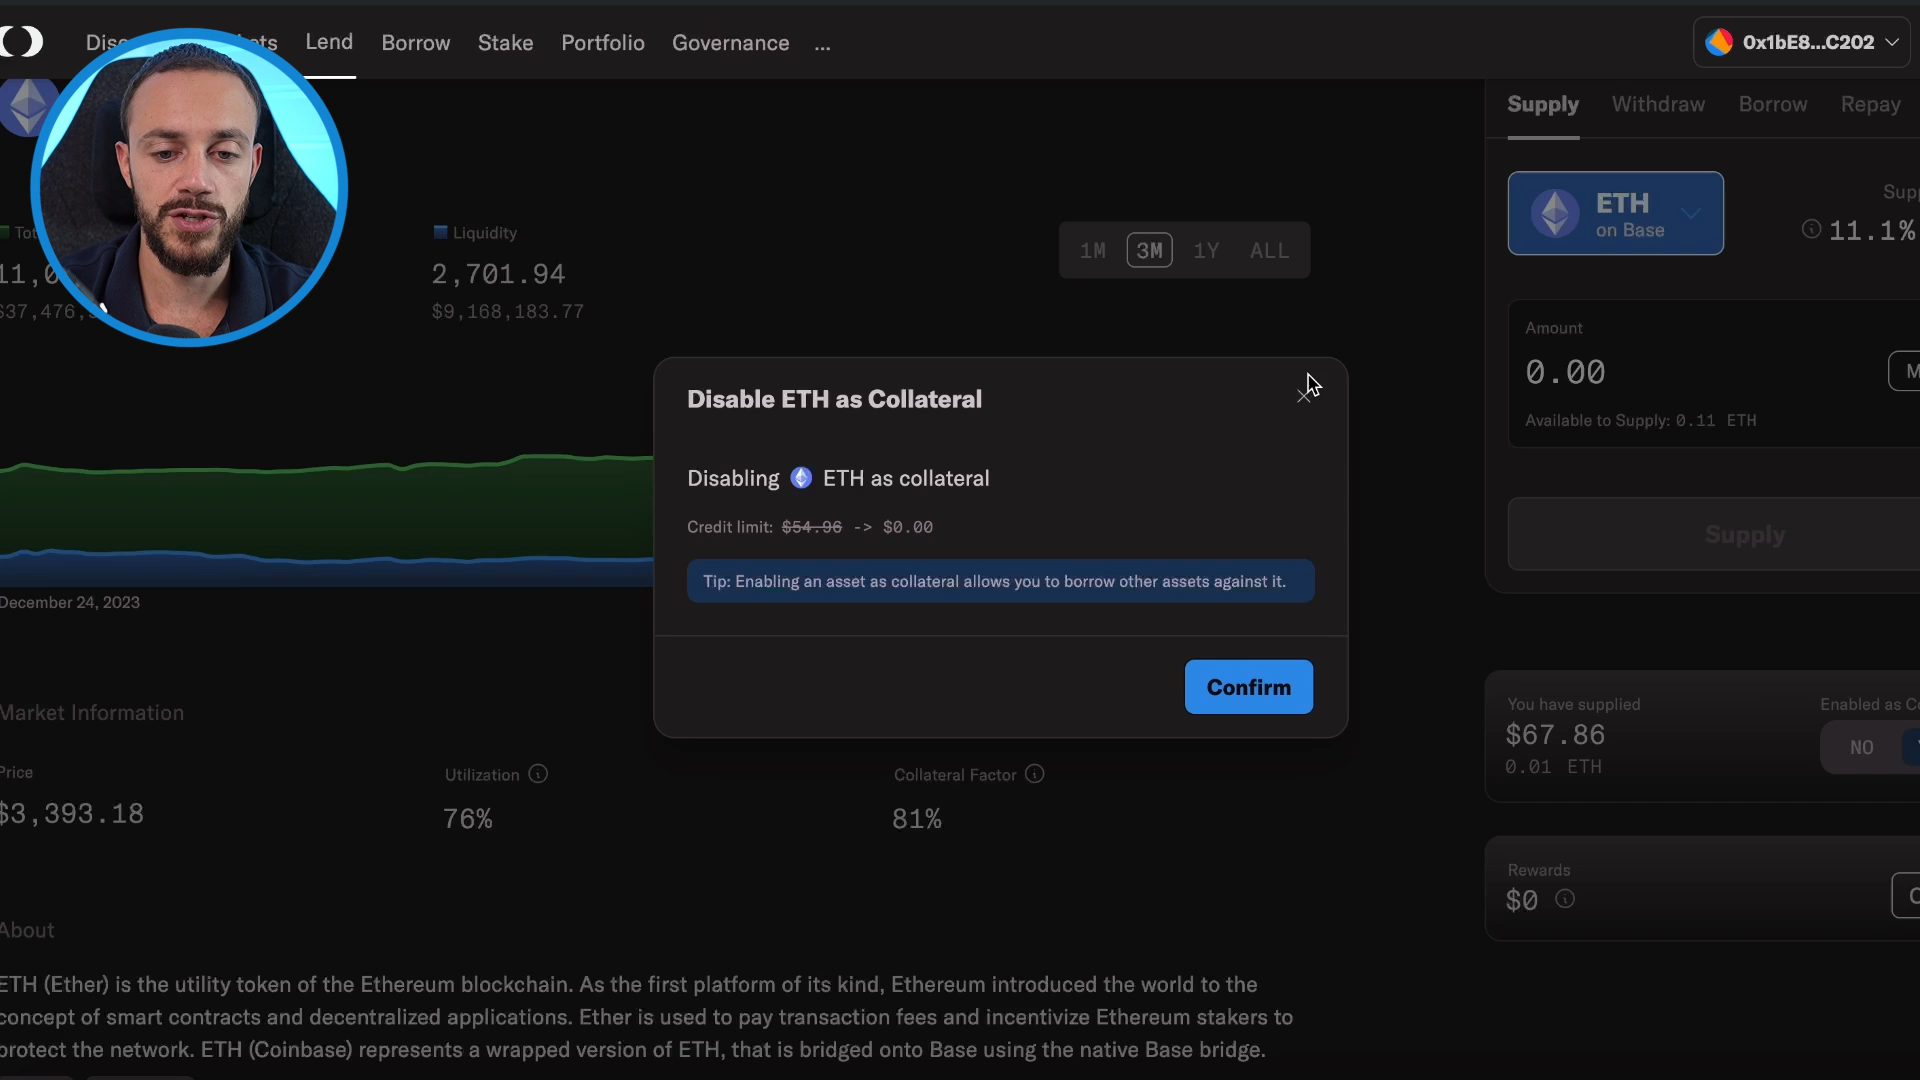 Lend
Borrow
Stake
Portfolio
Governance
...
0x1bE8...C202
Supply
Withdraw
Borrow
Repay
ETH
on Base
11.1%
Liquidity
2,701.94
$9,168,183.77
1M
3M
1Y
ALL
Amount
0.00
Available to Supply: 0.11 ETH
Disable ETH as Collateral
Disabling ETH as collateral
Credit limit: $54.96 -> $0.00
Tip: Enabling an asset as collateral allows you to borrow other assets against it.
Confirm
Supply
December 24, 2023
Market Information
Price
$3,393.18
Utilization
76%
Collateral Factor
81%
You have supplied
$67.86
0.01 ETH
Enabled as
NO
Rewards
$0
About
ETH (Ether) is the utility token of the Ethereum blockchain. As the first platform of its kind, Ethereum introduced the world to the
concept of smart contracts and decentralized applications. Ether is used to pay transaction fees and incentivize Ethereum stakers to
protect the network. ETH (Coinbase) represents a wrapped version of ETH, that is bridged onto Base using the native Base bridge.